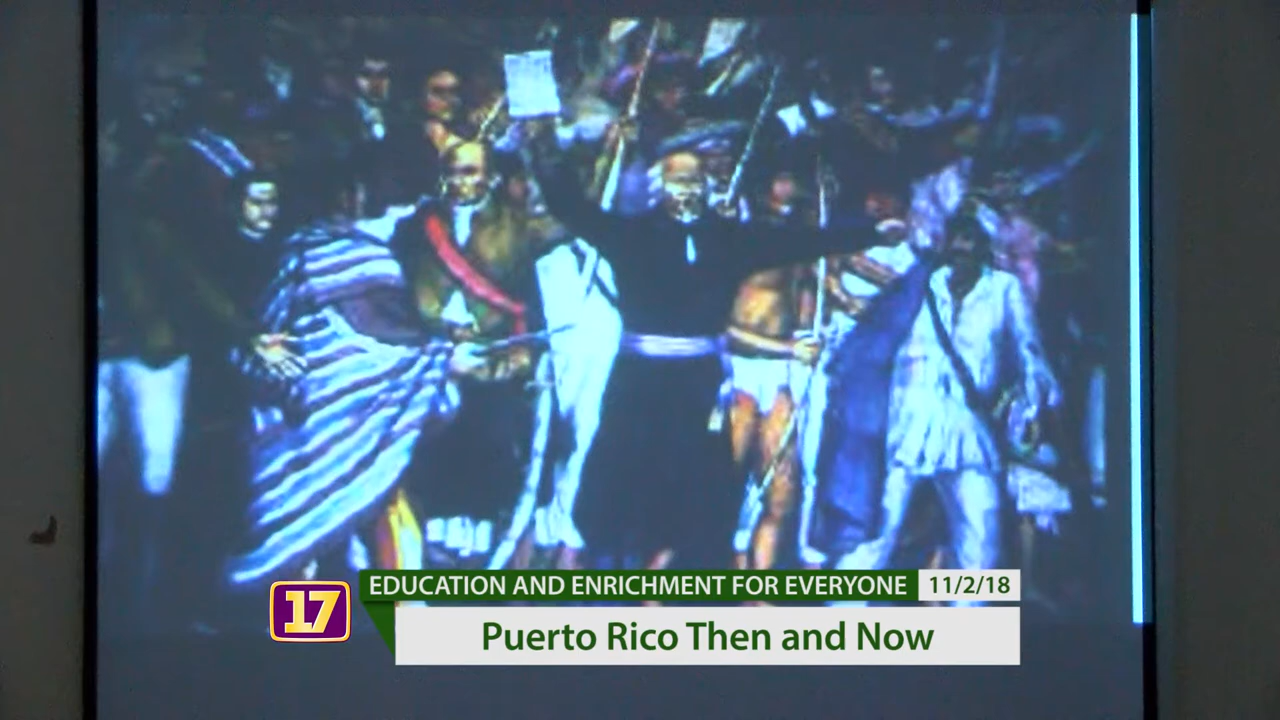 EDUCATION AND ENRICHMENT FOR EVERYONE 11/2/18
17
Puerto Rico Then and Now